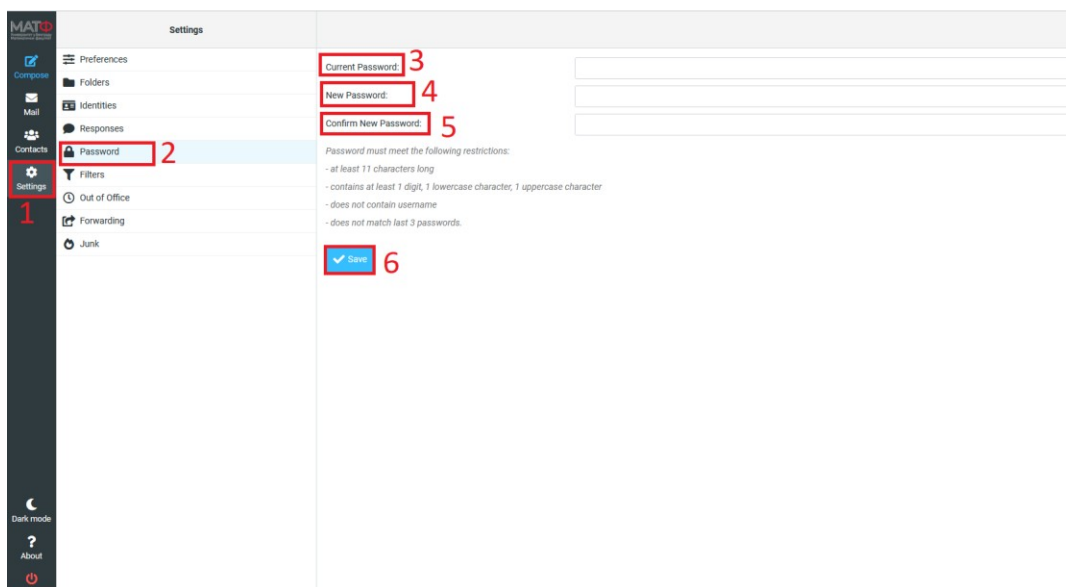 МАТФ
Compose
Mail
Contacts
Settings
1
Dark mode
About
Settings
Preferences
Folders
Identities
Responses
Password
2
Filters
Out of Office
Forwarding
Junk
Current Password:
3
New Password:
4
Confirm New Password:
5
Password must meet the following restrictions:
- at least 11 characters long
- contains at least 1 digit, 1 lowercase character, 1 uppercase character
- does not contain username
- does not match last 3 passwords.
Save
6